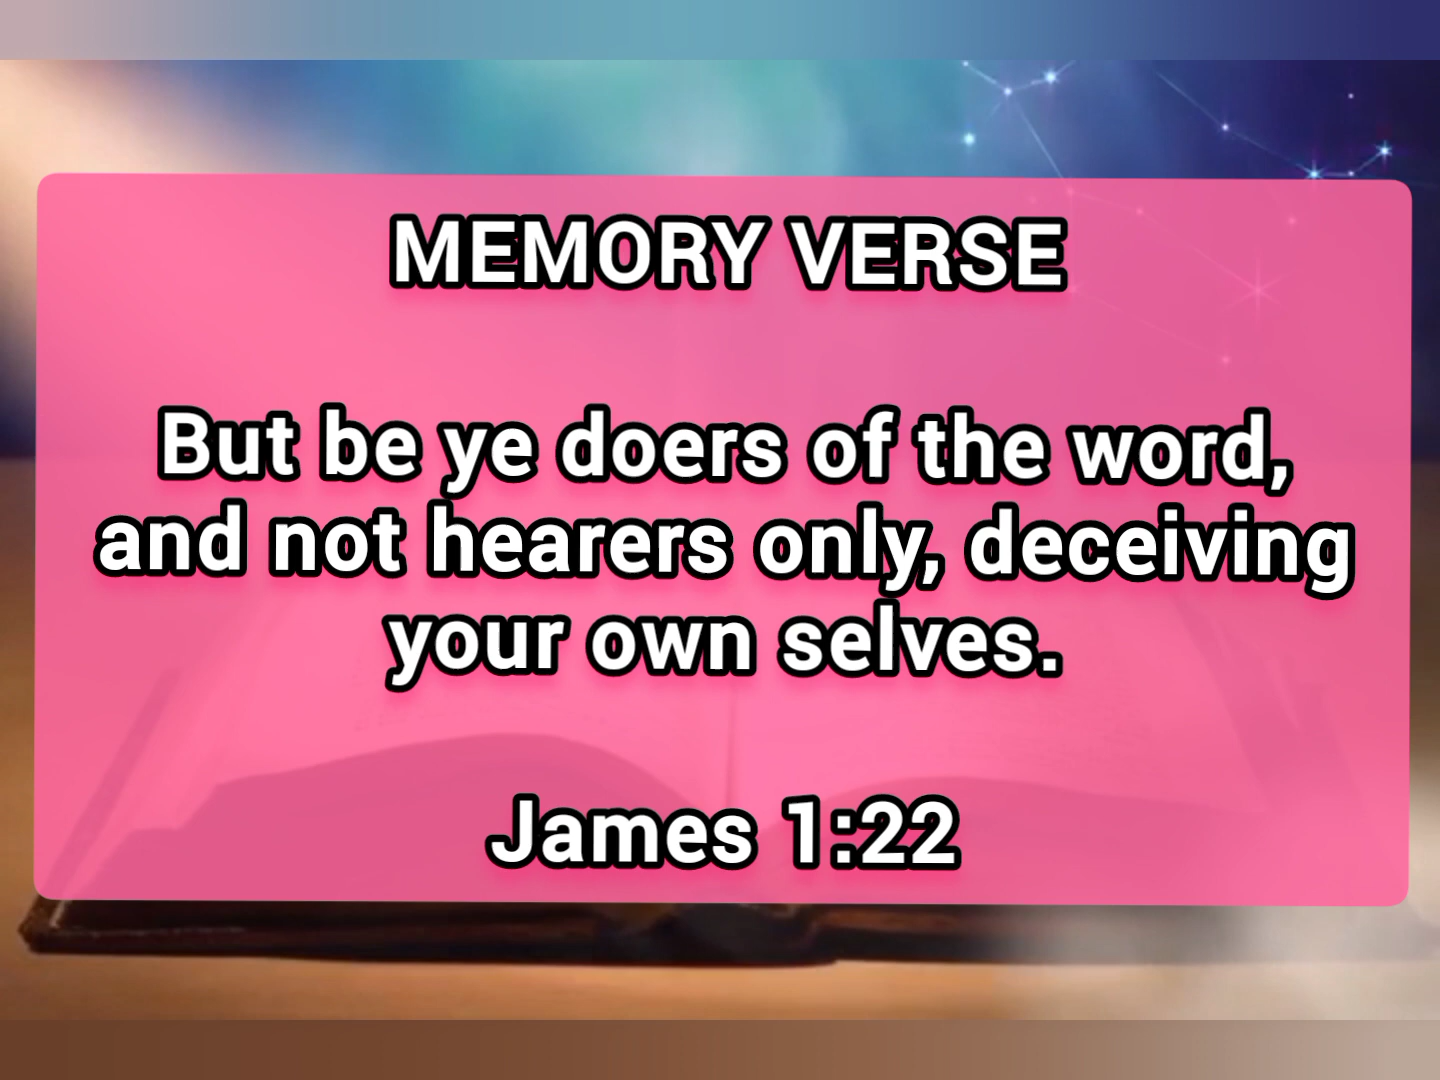 MEMORY VERSE
But be ye doers of the word,
and not hearers only, deceiving
your own selves.
James 1:22